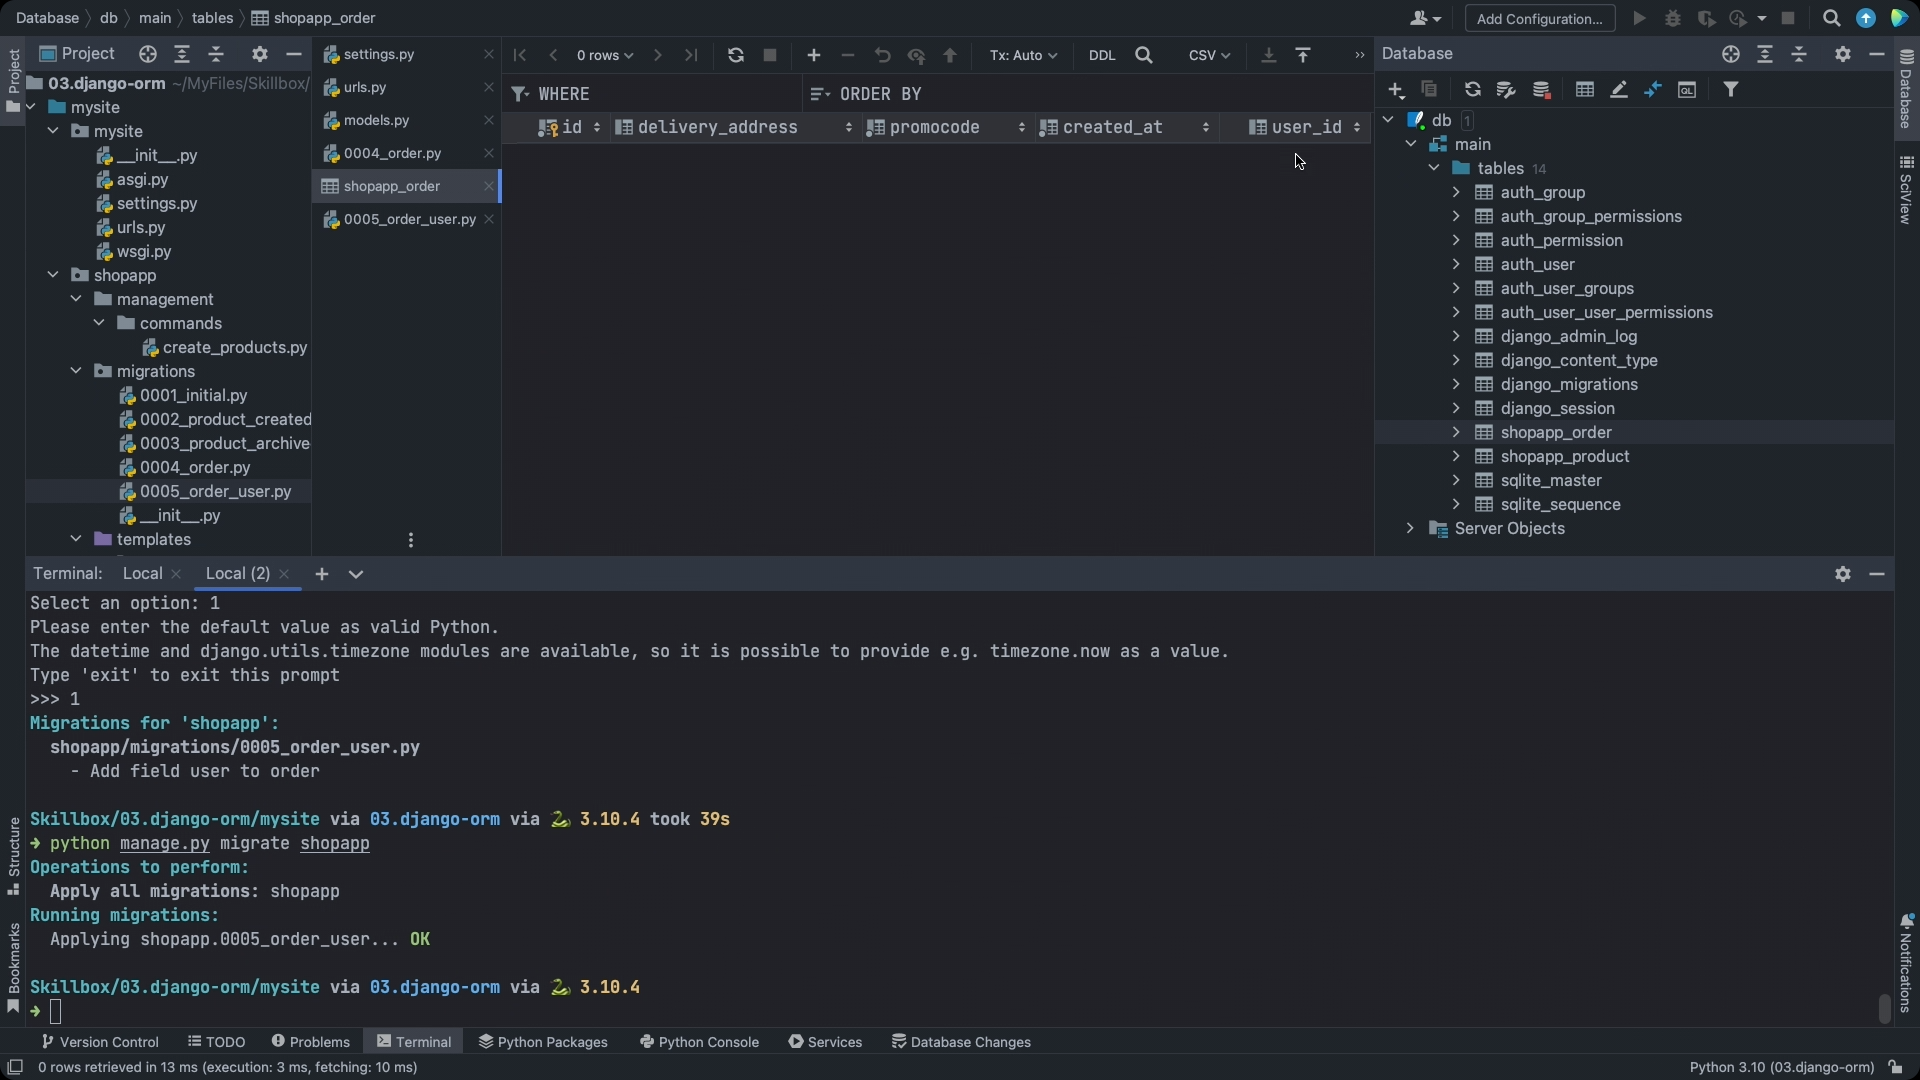 Database db main tables shopapp_order
Add Configuration...
Project
03.django-orm ~/MyFiles/Skillbox/
mysite
mysite
__init__.py
asgi.py
settings.py
urls.py
wsgi.py
shopapp
management
commands
create_products.py
migrations
0001_initial.py
0002_product_created
0003_product_archive
0004_order.py
0005_order_user.py
__init__.py
templates
settings.py
urls.py
models.py
0004_order.py
shopapp_order
0005_order_user.py
0 rows Tx: Auto DDL CSV
WHERE ORDER BY
id delivery_address promocode created_at user_id
Database
db 1
main
tables 14
auth_group
auth_group_permissions
auth_permission
auth_user
auth_user_groups
auth_user_user_permissions
django_admin_log
django_content_type
django_migrations
django_session
shopapp_order
shopapp_product
sqlite_master
sqlite_sequence
Server Objects
Project
Structure
Bookmarks
Database
SciView
Notifications
Terminal: Local Local (2)
Select an option: 1
Please enter the default value as valid Python.
The datetime and django.utils.timezone modules are available, so it is possible to provide e.g. timezone.now as a value.
Type 'exit' to exit this prompt
>>> 1
Migrations for 'shopapp':
shopapp/migrations/0005_order_user.py
- Add field user to order
Skillbox/03.django-orm/mysite via 03.django-orm via 🐍 3.10.4 took 39s
➜ python manage.py migrate shopapp
Operations to perform:
Apply all migrations: shopapp
Running migrations:
Applying shopapp.0005_order_user... OK
Skillbox/03.django-orm/mysite via 03.django-orm via 🐍 3.10.4
➜
Version Control TODO Problems Terminal Python Packages Python Console Services Database Changes
0 rows retrieved in 13 ms (execution: 3 ms, fetching: 10 ms)
Python 3.10 (03.django-orm)